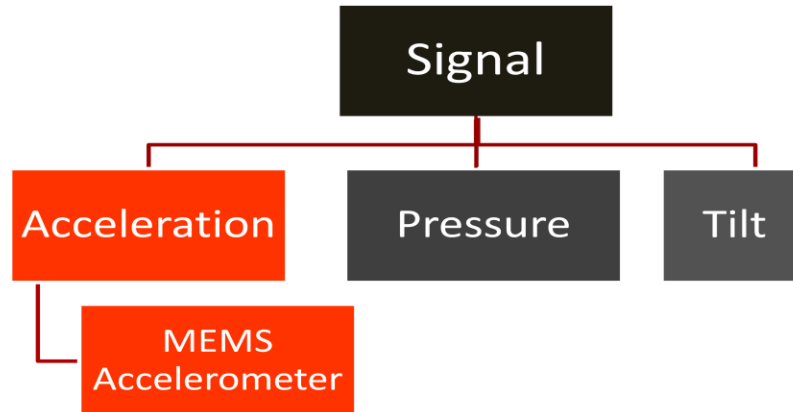 Signal
Acceleration
Pressure
Tilt
MEMS
Accelerometer